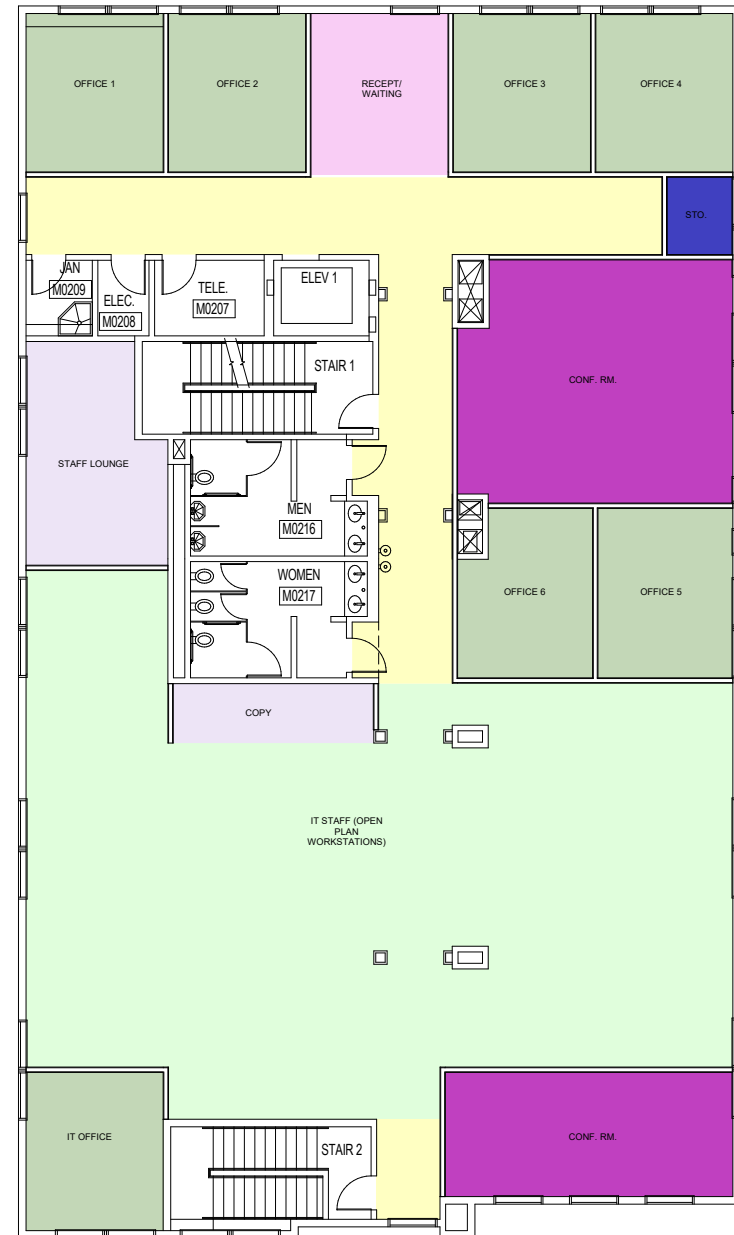 OFFICE 1
OFFICE 2
RECEPT/
WAITING
OFFICE 3
OFFICE 4
STO.
JAN
M0209
ELEC.
M0208
TELE.
M0207
ELEV 1
STAIR 1
CONF. RM.
STAFF LOUNGE
MEN
M0216
WOMEN
M0217
OFFICE 6
OFFICE 5
COPY
IT STAFF (OPEN
PLAN
WORKSTATIONS)
IT OFFICE
STAIR 2
CONF. RM.